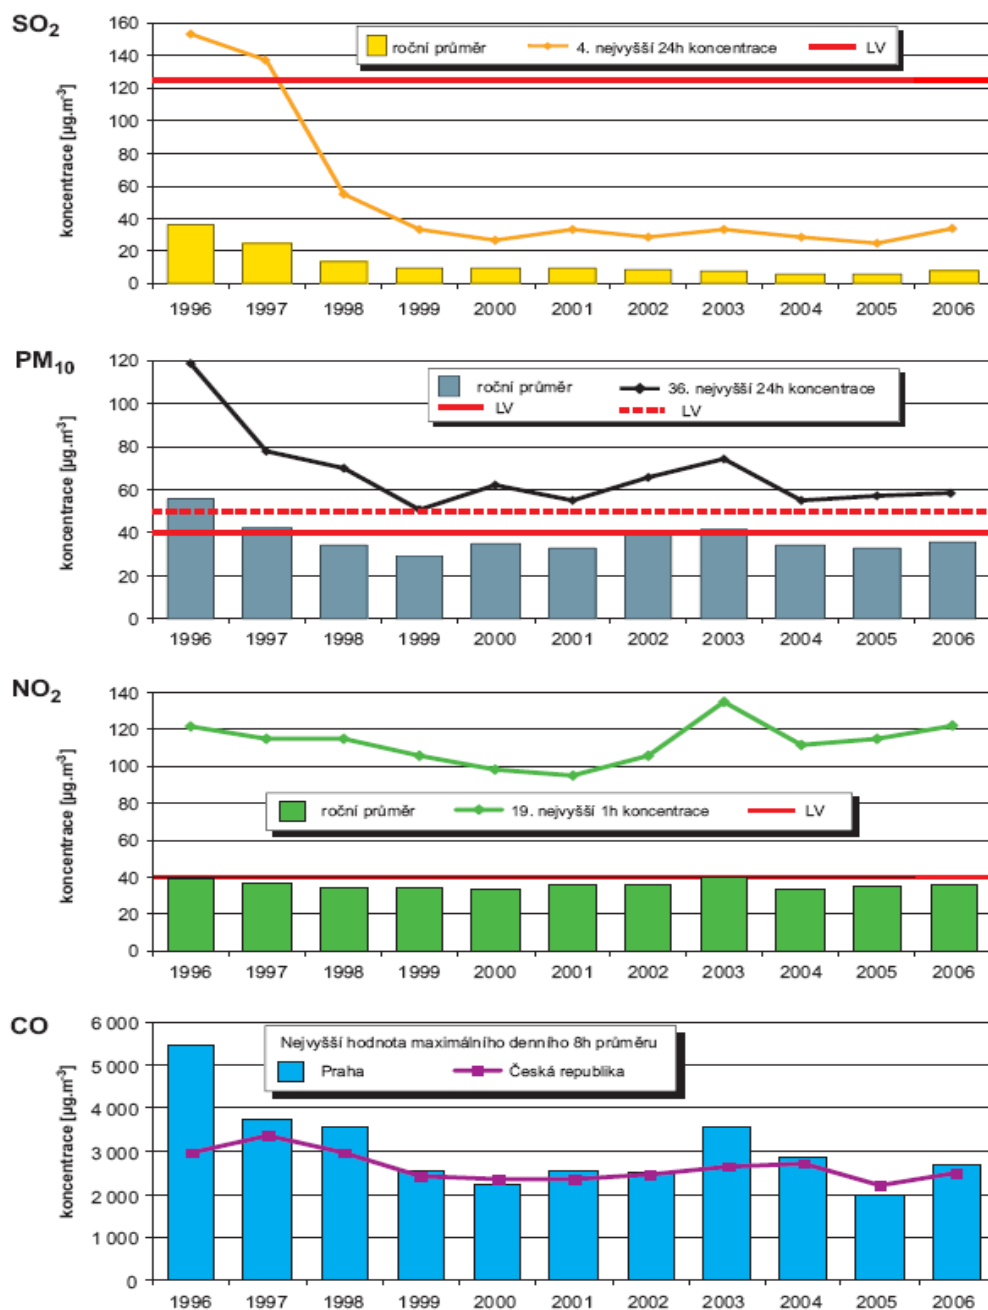 SO2
160
140
120
100
80
60
40
20
0
koncentrace [µg.m-3]
roční průměr 4. nejvyšší 24h koncentrace LV
1996 1997 1998 1999 2000 2001 2002 2003 2004 2005 2006
PM10
120
100
80
60
40
20
0
koncentrace [µg.m-3]
roční průměr 36. nejvyšší 24h koncentrace
LV LV
1996 1997 1998 1999 2000 2001 2002 2003 2004 2005 2006
NO2
140
120
100
80
60
40
20
0
koncentrace [µg.m-3]
roční průměr 19. nejvyšší 1h koncentrace LV
1996 1997 1998 1999 2000 2001 2002 2003 2004 2005 2006
CO
6 000
5 000
4 000
3 000
2 000
1 000
0
koncentrace [µg.m-3]
Nejvyšší hodnota maximálního denního 8h průměru
Praha Česká republika
1996 1997 1998 1999 2000 2001 2002 2003 2004 2005 2006